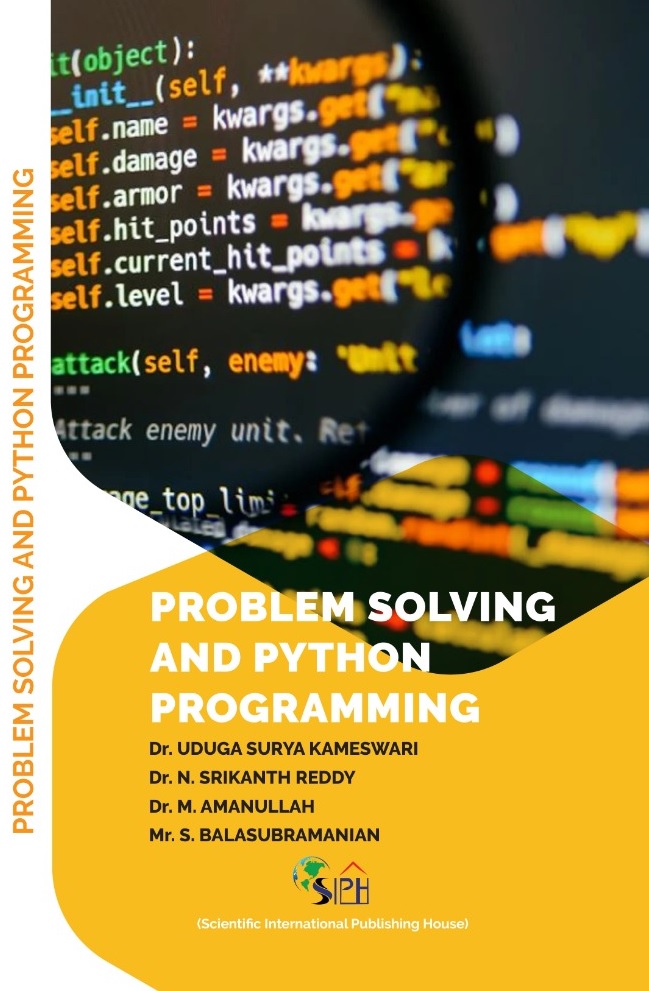 it(object):
__init__(self, **kwargs):
self.name = kwargs.get(
self.damage = kwargs.get(
self.armor = kwargs.get(
self.hit_points = kwargs.
self.current_hit_points =
self.level = kwargs.get(
attack(self, enemy: "Unit
"""
Attack enemy unit. Ret
"""
PROBLEM SOLVING AND PYTHON PROGRAMMING
PROBLEM SOLVING
AND PYTHON
PROGRAMMING
Dr. UDUGA SURYA KAMESWARI
Dr. N. SRIKANTH REDDY
Dr. M. AMANULLAH
Mr. S. BALASUBRAMANIAN
SIPH
(Scientific International Publishing House)